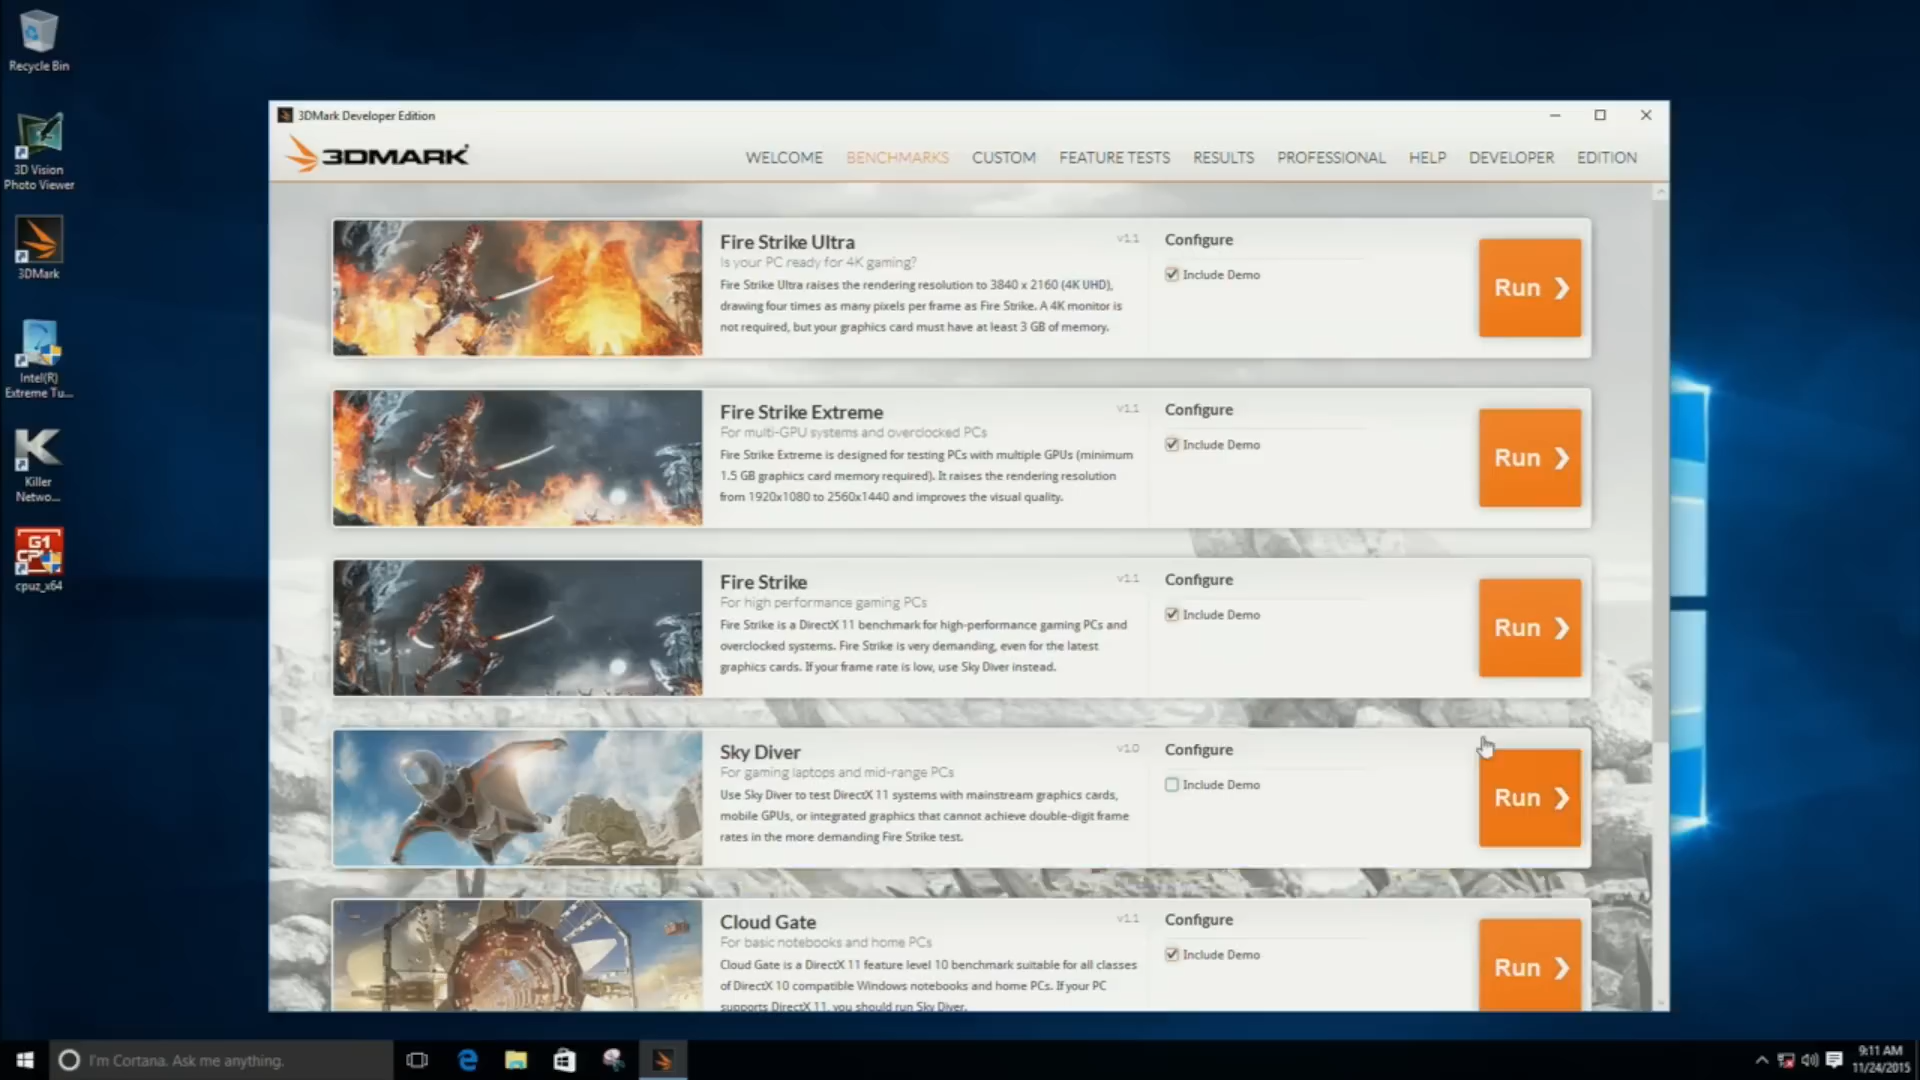 Recycle Bin
3D Vision
Photo Viewer
3DMark
Intel(R)
Extreme Tu...
Killer
Netwo...
G1
CPU
cpuz_x64
3DMark Developer Edition
3DMARK
WELCOME BENCHMARKS CUSTOM FEATURE TESTS RESULTS PROFESSIONAL HELP DEVELOPER EDITION
Fire Strike Ultra v1.1
Is your PC ready for 4K gaming?
Fire Strike Ultra raises the rendering resolution to 3840 x 2160 (4K UHD),
drawing four times as many pixels per frame as Fire Strike. A 4K monitor is
not required, but your graphics card must have at least 3 GB of memory.
Configure
Include Demo
Run
Fire Strike Extreme v1.1
For multi-GPU systems and overclocked PCs
Fire Strike Extreme is designed for testing PCs with multiple GPUs (minimum
1.5 GB graphics card memory required). It raises the rendering resolution
from 1920x1080 to 2560x1440 and improves the visual quality.
Configure
Include Demo
Run
Fire Strike v1.1
For high performance gaming PCs
Fire Strike is a DirectX 11 benchmark for high-performance gaming PCs and
overclocked systems. Fire Strike is very demanding, even for the latest
graphics cards. If your frame rate is low, use Sky Diver instead.
Configure
Include Demo
Run
Sky Diver v1.0
For gaming laptops and mid-range PCs
Use Sky Diver to test DirectX 11 systems with mainstream graphics cards,
mobile GPUs, or integrated graphics that cannot achieve double-digit frame
rates in the more demanding Fire Strike test.
Configure
Include Demo
Run
Cloud Gate v1.1
For basic notebooks and home PCs
Cloud Gate is a DirectX 11 feature level 10 benchmark suitable for all classes
of DirectX 10 compatible Windows notebooks and home PCs. If your PC
supports DirectX 11, you should run Sky Diver.
Configure
Include Demo
Run
I'm Cortana. Ask me anything.
9:11 AM
11/24/2015